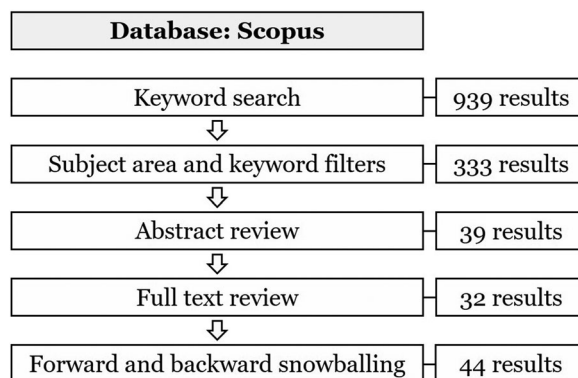 Database: Scopus
Keyword search
939 results
Subject area and keyword filters
333 results
Abstract review
39 results
Full text review
32 results
Forward and backward snowballing
44 results